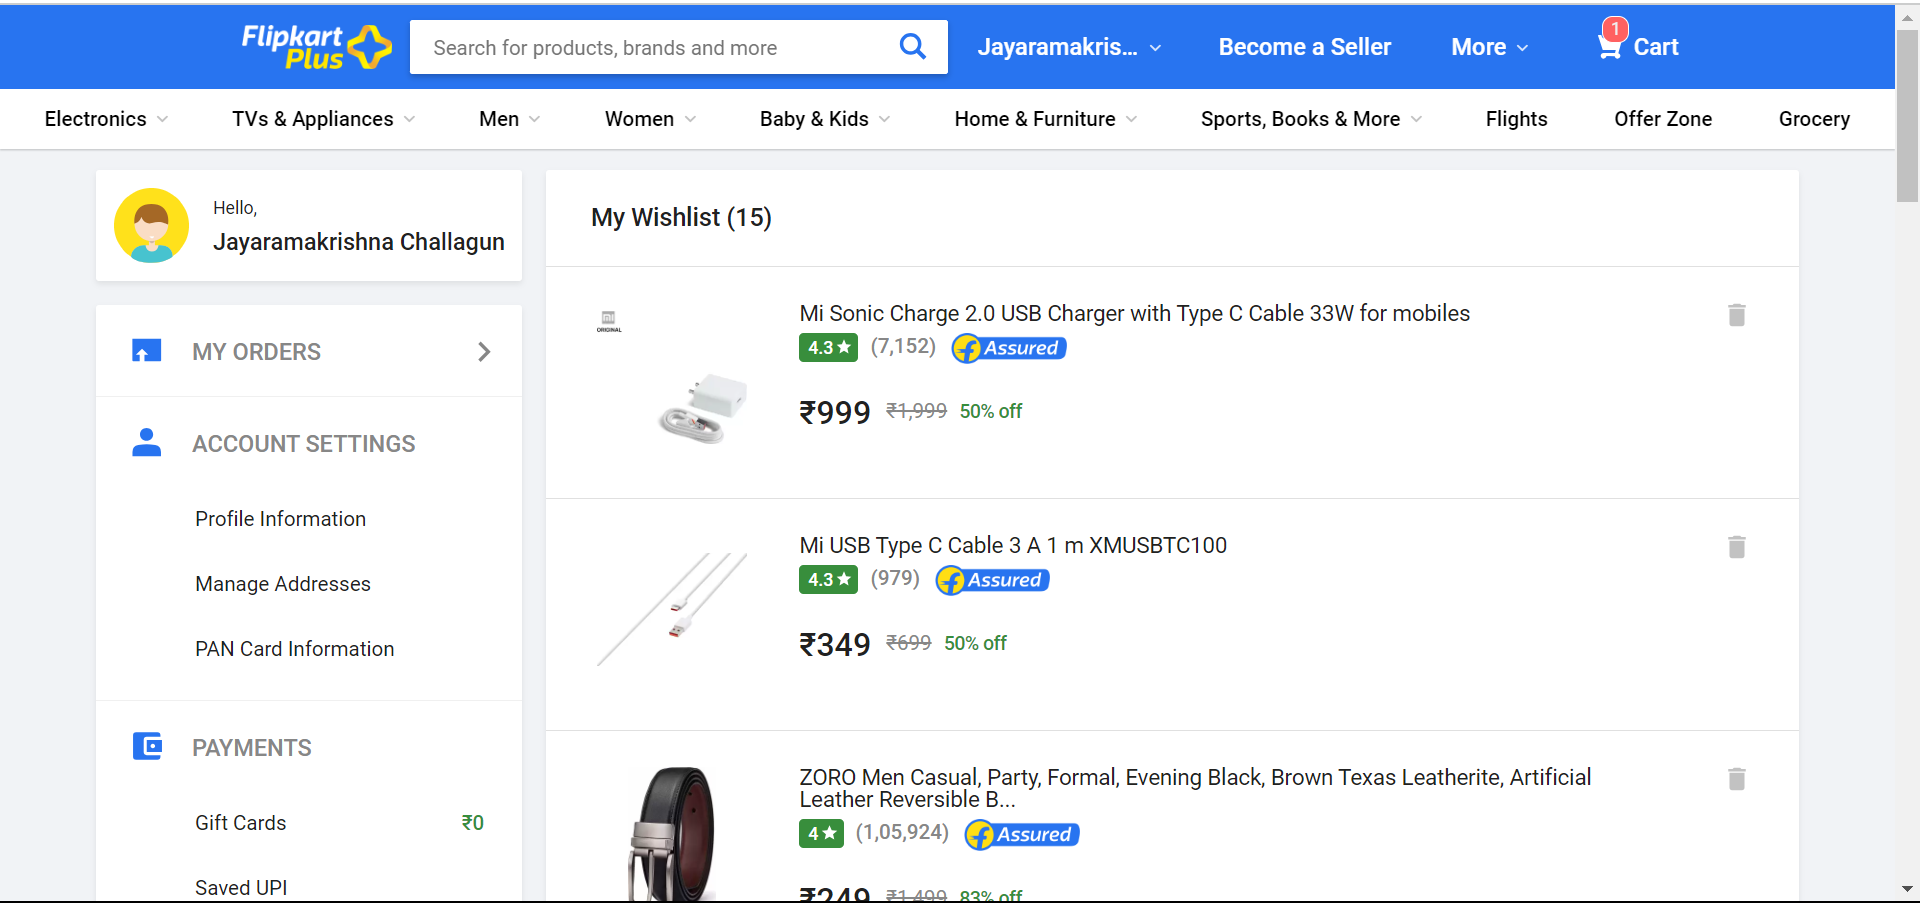 Flipkart
Plus
Search for products, brands and more
Jayaramakris...
Become a Seller
More
1
Cart
Electronics
TVs & Appliances
Men
Women
Baby & Kids
Home & Furniture
Sports, Books & More
Flights
Offer Zone
Grocery
Hello,
Jayaramakrishna Challagun
MY ORDERS
ACCOUNT SETTINGS
Profile Information
Manage Addresses
PAN Card Information
PAYMENTS
Gift Cards ₹0
Saved UPI
My Wishlist (15)
mi
ORIGINAL
Mi Sonic Charge 2.0 USB Charger with Type C Cable 33W for mobiles
4.3★ (7,152) f Assured
₹999 ₹1,999 50% off
Mi USB Type C Cable 3 A 1 m XMUSBTC100
4.3★ (979) f Assured
₹349 ₹699 50% off
ZORO Men Casual, Party, Formal, Evening Black, Brown Texas Leatherite, Artificial
Leather Reversible B...
4★ (1,05,924) f Assured
₹249 ₹1,499 83% off